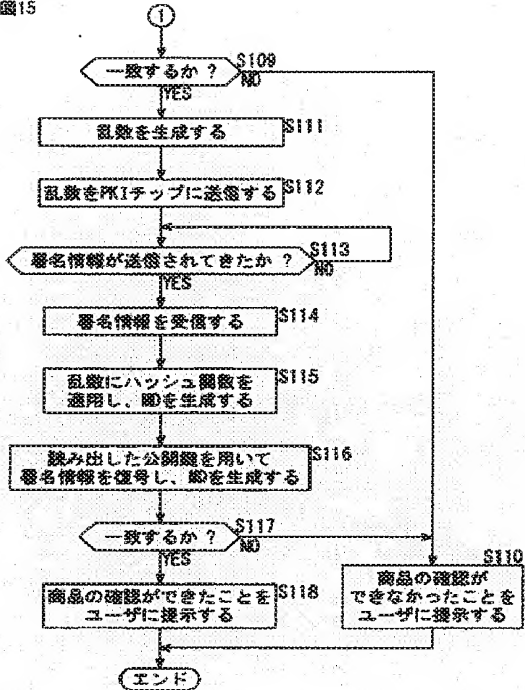 図15
①
一致するか ?
S109
NO
YES
乱数を生成する
S111
乱数をPKIチップに送信する
S112
署名情報が送信されてきたか ?
S113
NO
YES
署名情報を受信する
S114
乱数にハッシュ関数を
適用し、MDを生成する
S115
読み出した公開鍵を用いて
署名情報を復号し、MDを生成する
S116
一致するか ?
S117
NO
YES
商品の確認ができたことを
ユーザに提示する
S118
S110
商品の確認が
できなかったことを
ユーザに提示する
エンド